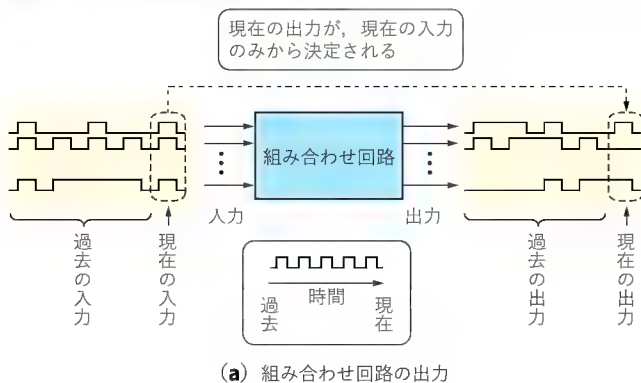 現在の出力が，現在の入力
のみから決定される
組み合わせ回路
入力
出力
過去の入力
現在の入力
過去の出力
現在の出力
時間
過去
現在
(a) 組み合わせ回路の出力